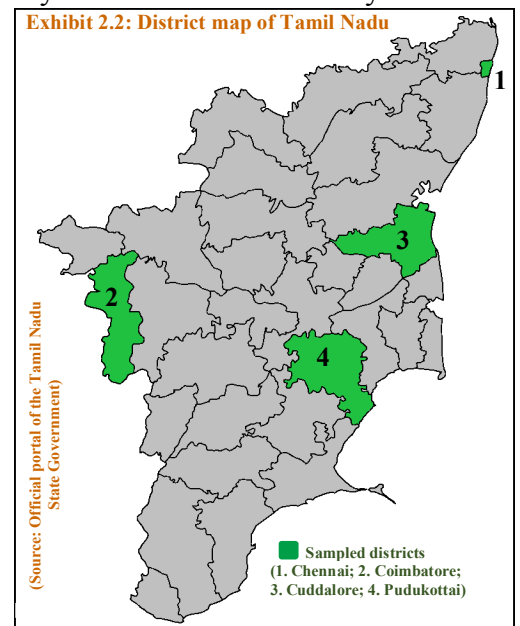 Exhibit 2.2: District map of Tamil Nadu
1
3
2
4
(Source: Official portal of the Tamil Nadu
State Government)
Sampled districts
(1. Chennai; 2. Coimbatore;
3. Cuddalore; 4. Pudukottai)